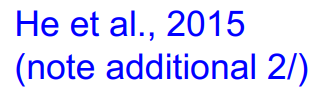 He et al., 2015
(note additional 2/)